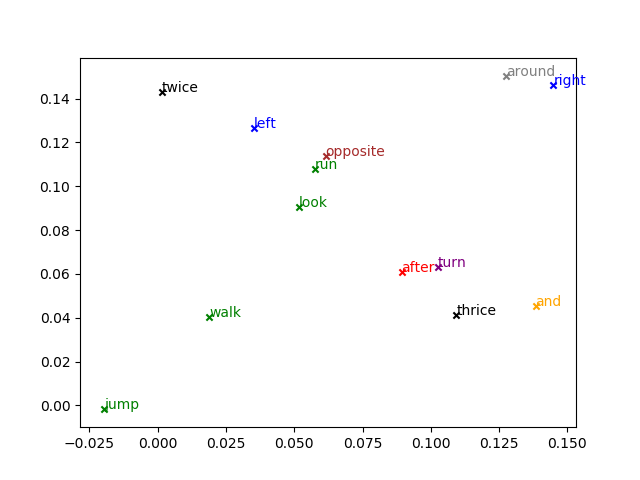 around
right
0.14
twice
left
0.12
opposite
run
0.10
look
0.08
after
turn
0.06
and
thrice
0.04
walk
0.02
jump
0.00
−0.025 0.000 0.025 0.050 0.075 0.100 0.125 0.150